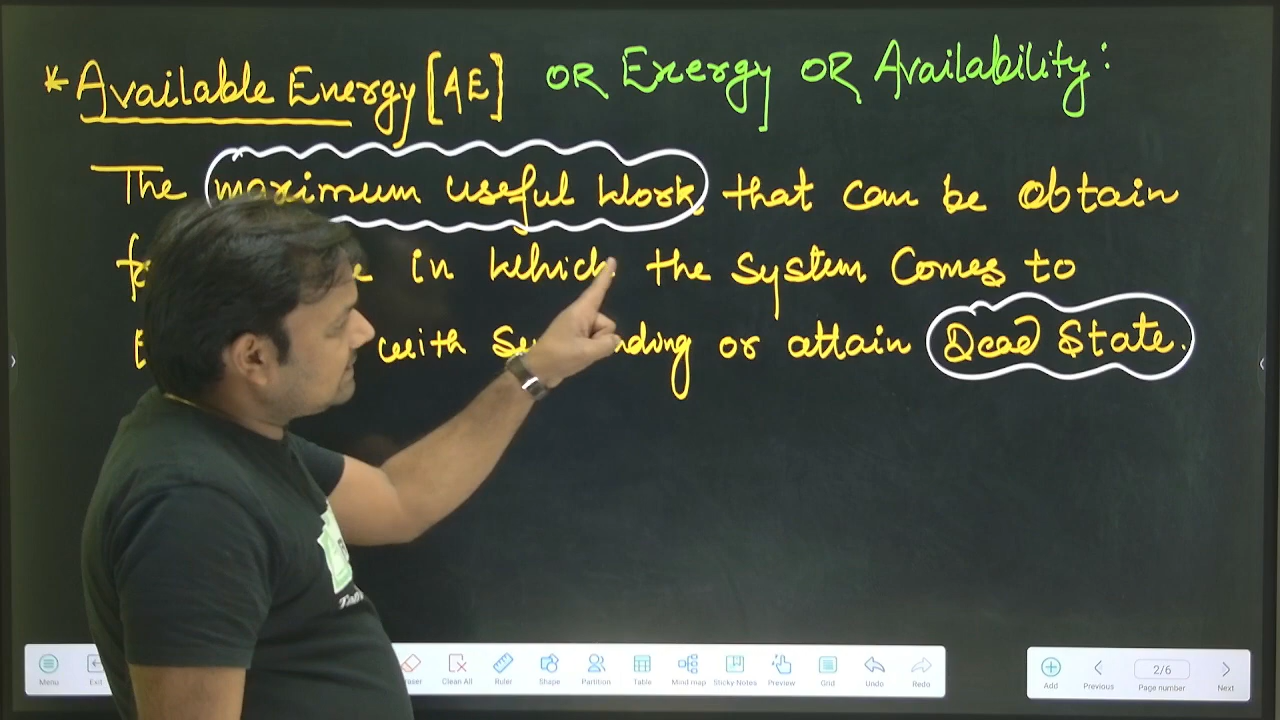 * Available Energy [AE] OR Exergy OR Availability:
The maximum useful Work that can be obtain
in which the system Comes to
with or attain Dead State.
Menu
Clean All
Ruler
Shape
Partition
Table
Mind map
Sticky Notes
Preview
Grid
Undo
Redo
Add
Previous
2/6
Page number
Next